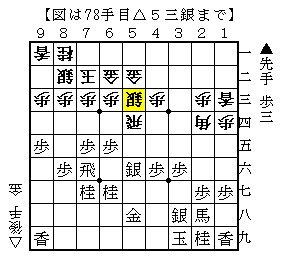 【図は78手目△５三銀まで】
9 8 7 6 5 4 3 2 1
香 桂 一
銀 玉 金 金 二
歩 歩 歩 歩 銀 歩 歩 香 三
飛 角 歩 四
歩 歩 歩 五
歩 飛 銀 歩 歩 六
桂 桂 歩 歩 七
金 銀 馬 八
香 玉 桂 香 九
▲先手 歩三
△後手 金